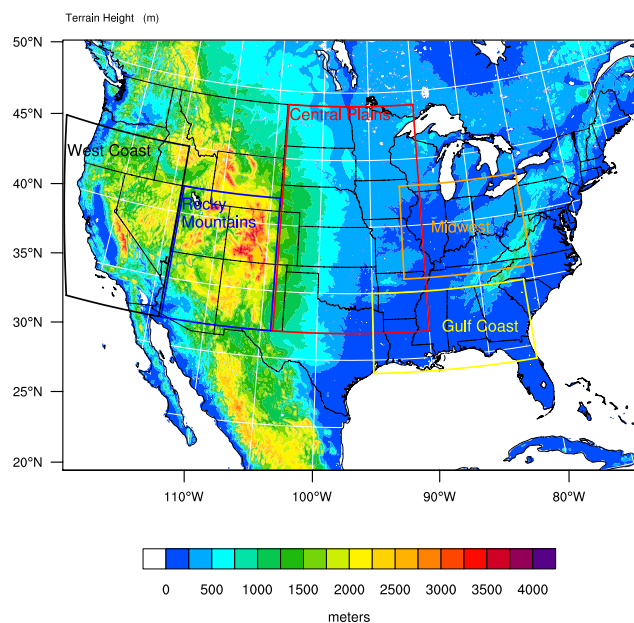 Terrain Height (m)
50°N
45°N
40°N
35°N
30°N
25°N
20°N
Central Plains
West Coast
Rocky
Mountains
Midwest
Gulf Coast
110°W 100°W 90°W 80°W
0 500 1000 1500 2000 2500 3000 3500 4000
meters